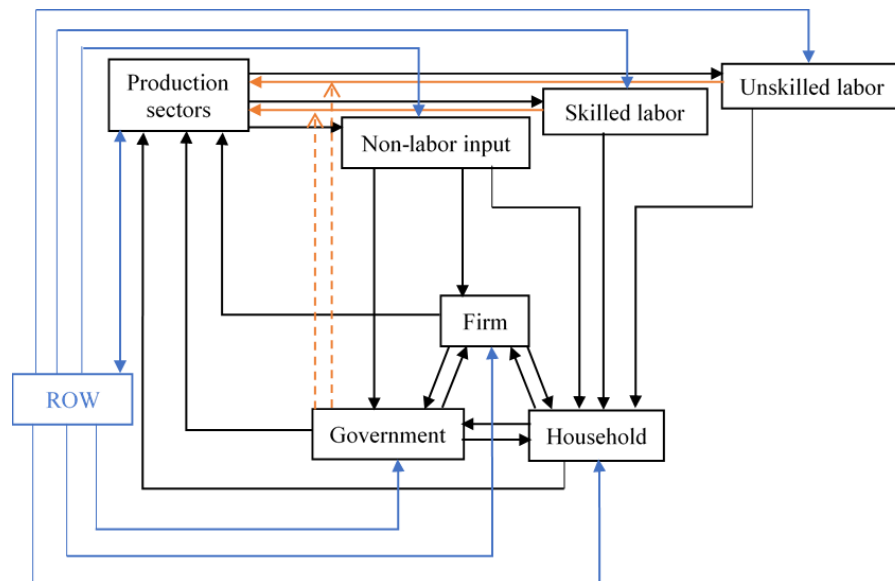 Production
sectors
Unskilled labor
Skilled labor
Non-labor input
Firm
ROW
Government
Household